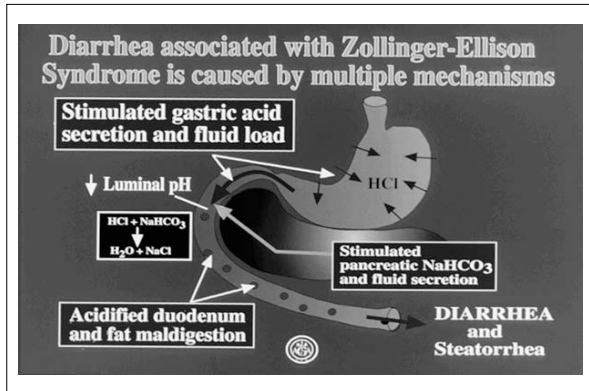 Diarrhea associated with Zollinger-Ellison
Syndrome is caused by multiple mechanisms
Stimulated gastric acid
secretion and fluid load
Luminal pH
HCl
HCl + NaHCO3
H2O + NaCl
Stimulated
pancreatic NaHCO3
and fluid secretion
Acidified duodenum
and fat maldigestion
DIARRHEA
and
Steatorrhea